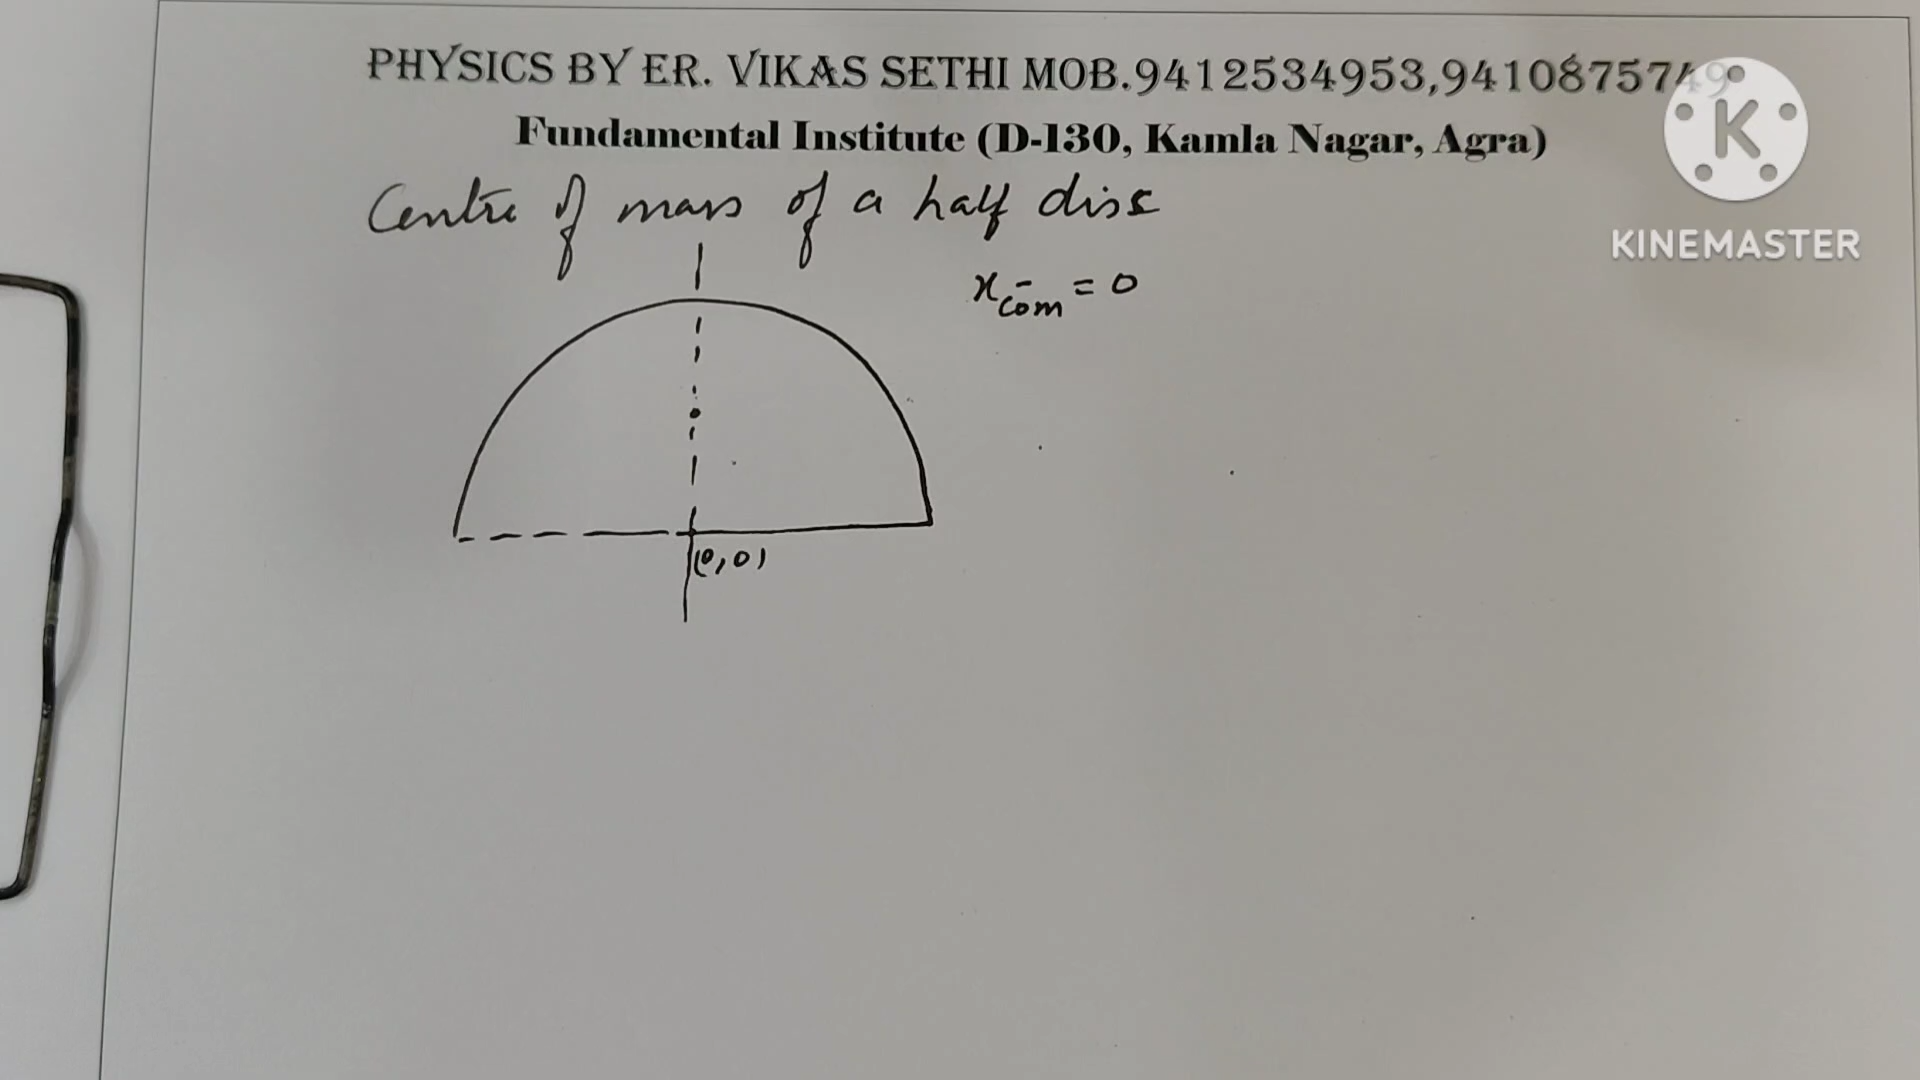 PHYSICS BY ER. VIKAS SETHI MOB.9412534953,9410875749
Fundamental Institute (D-130, Kamla Nagar, Agra)
K
KINEMASTER
Centre of mass of a half disc
x com = 0
(0,0)